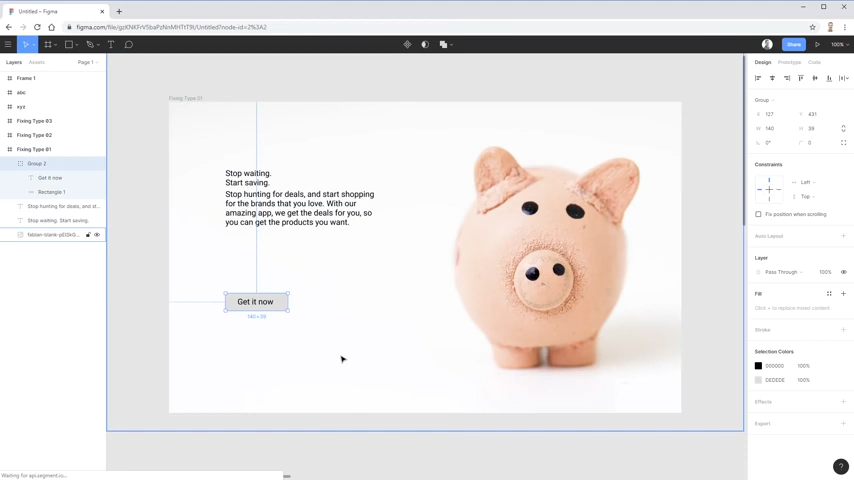 Untitled – Figma
figma.com/file/gzKNKFrV5baPzNnMHTtT9I/Untitled?node-id=2%3A2
Share
100%
Layers
Assets
Page 1
Design
Prototype
Code
Frame 1
abc
xyz
Fixing Type 03
Fixing Type 02
Fixing Type 01
Group 2
Get it now
Rectangle 1
Stop hunting for deals, and st...
Stop waiting. Start saving.
Fixing Type 01
Stop waiting.
Start saving.
Stop hunting for deals, and start shopping
for the brands that you love. With our
amazing app, we get the deals for you, so
you can get the products you want.
Get it now
140 × 39
Group
X 127 Y 431
W 140 H 39
0° 0
Constraints
Left
Top
Fix position when scrolling
Auto Layout
Layer
Pass Through 100%
Fill
Click + to replace mixed content
Stroke
Selection Colors
000000 100%
DEDEDE 100%
Effects
Export
?
Waiting for api.segment.io...